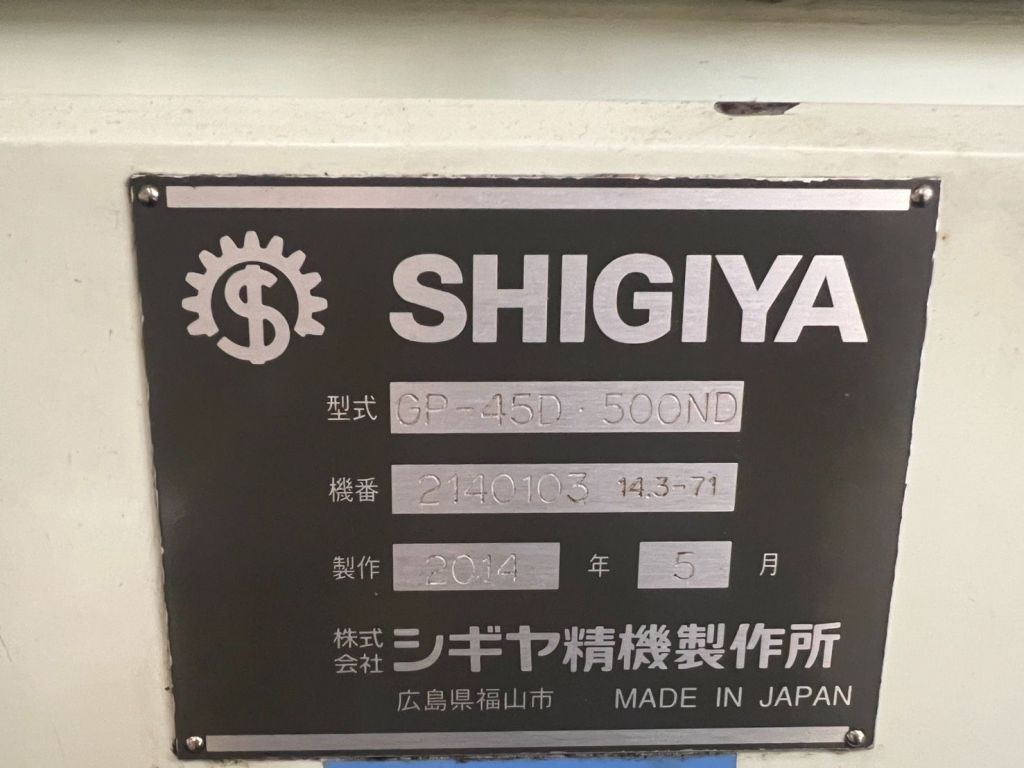 SHIGIYA
型式 GP-45D・500ND
機番 2140103 14.3-71
製作 2014 年 5 月
株式会社 シギヤ精機製作所
広島県福山市 MADE IN JAPAN